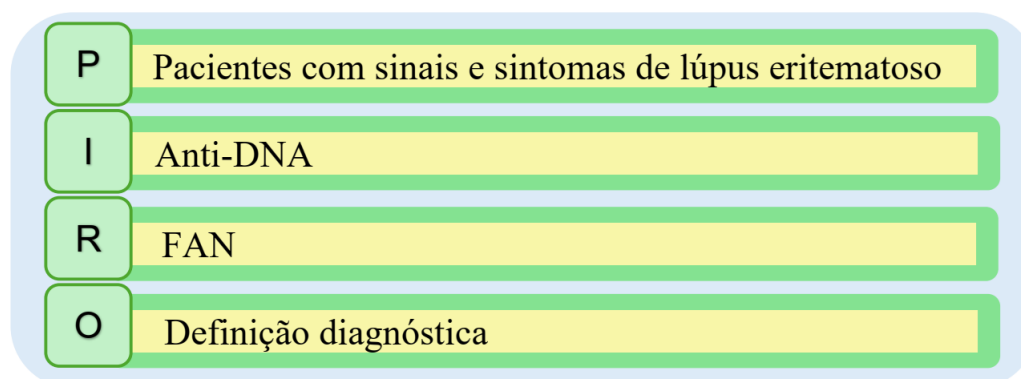 P Pacientes com sinais e sintomas de lúpus eritematoso
I Anti-DNA
R FAN
O Definição diagnóstica